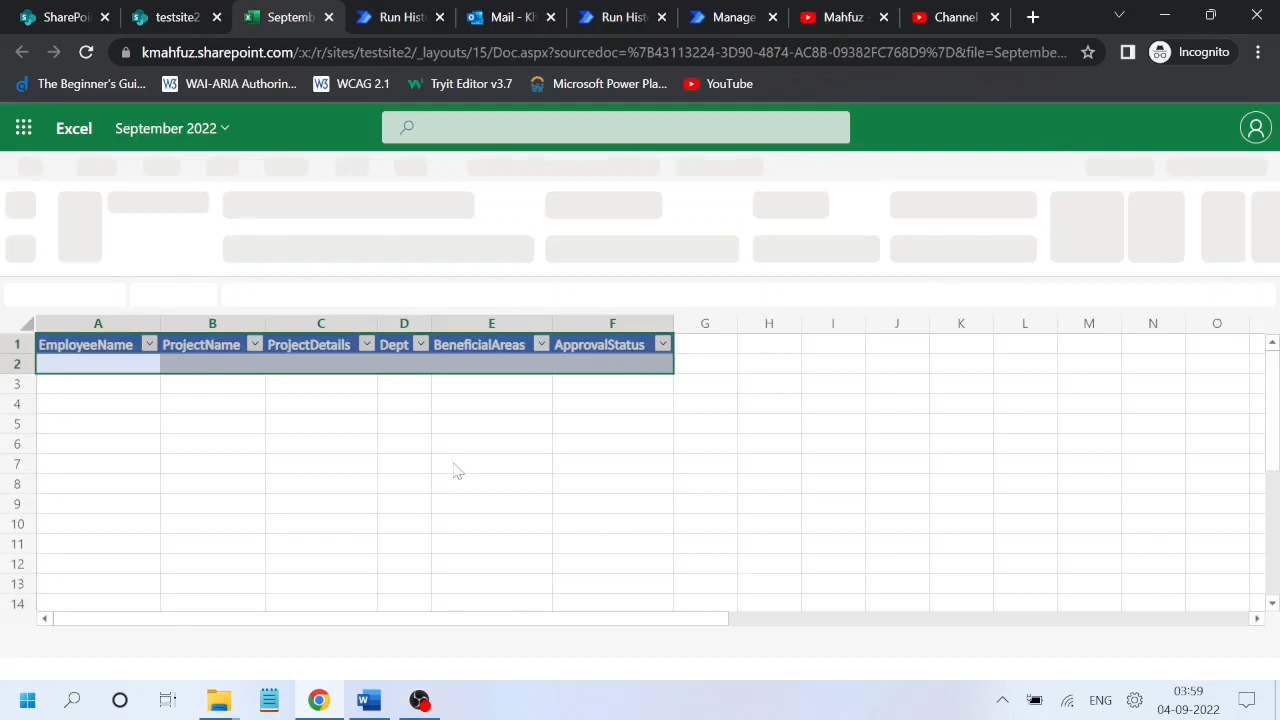 SharePoi
testsite2
Septemb
Run Hist
Mail - Kh
Run Hist
Manage
Mahfuz -
Channel
kmahfuz.sharepoint.com/:x:/r/sites/testsite2/_layouts/15/Doc.aspx?sourcedoc=%7B43113224-3D90-4874-AC8B-09382FC768D9%7D&file=Septembe...
Incognito
The Beginner's Gui...
WAI-ARIA Authorin...
WCAG 2.1
Tryit Editor v3.7
Microsoft Power Pla...
YouTube
Excel
September 2022
A B C D E F G H I J K L M N O
1 EmployeeName ProjectName ProjectDetails Dept BeneficialAreas ApprovalStatus
2
3
4
5
6
7
8
9
10
11
12
13
14
ENG
03:59
04-09-2022